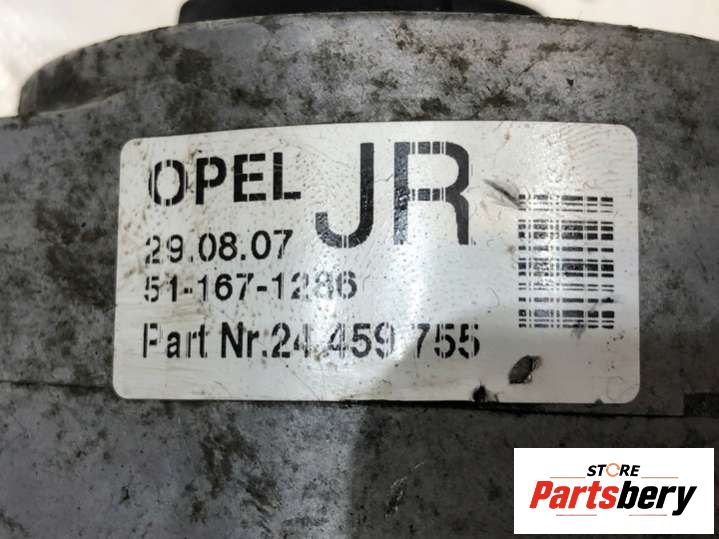 OPEL JR
29.08.07
51-167-1286
Part Nr.24 459 755
STORE
Partsbery